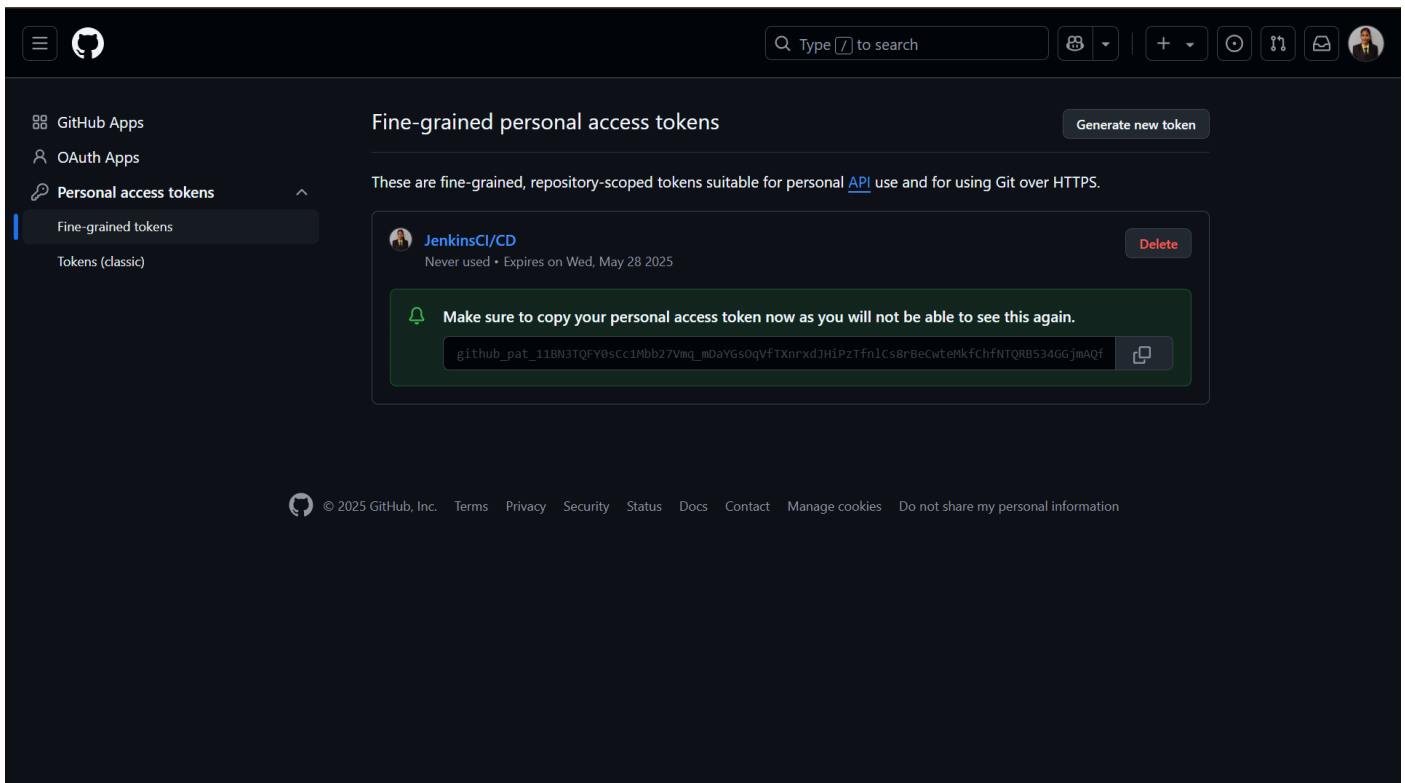 Type / to search
GitHub Apps
OAuth Apps
Personal access tokens
Fine-grained tokens
Tokens (classic)
Fine-grained personal access tokens
Generate new token
These are fine-grained, repository-scoped tokens suitable for personal API use and for using Git over HTTPS.
JenkinsCI/CD
Delete
Never used • Expires on Wed, May 28 2025
Make sure to copy your personal access token now as you will not be able to see this again.
© 2025 GitHub, Inc. Terms Privacy Security Status Docs Contact Manage cookies Do not share my personal information